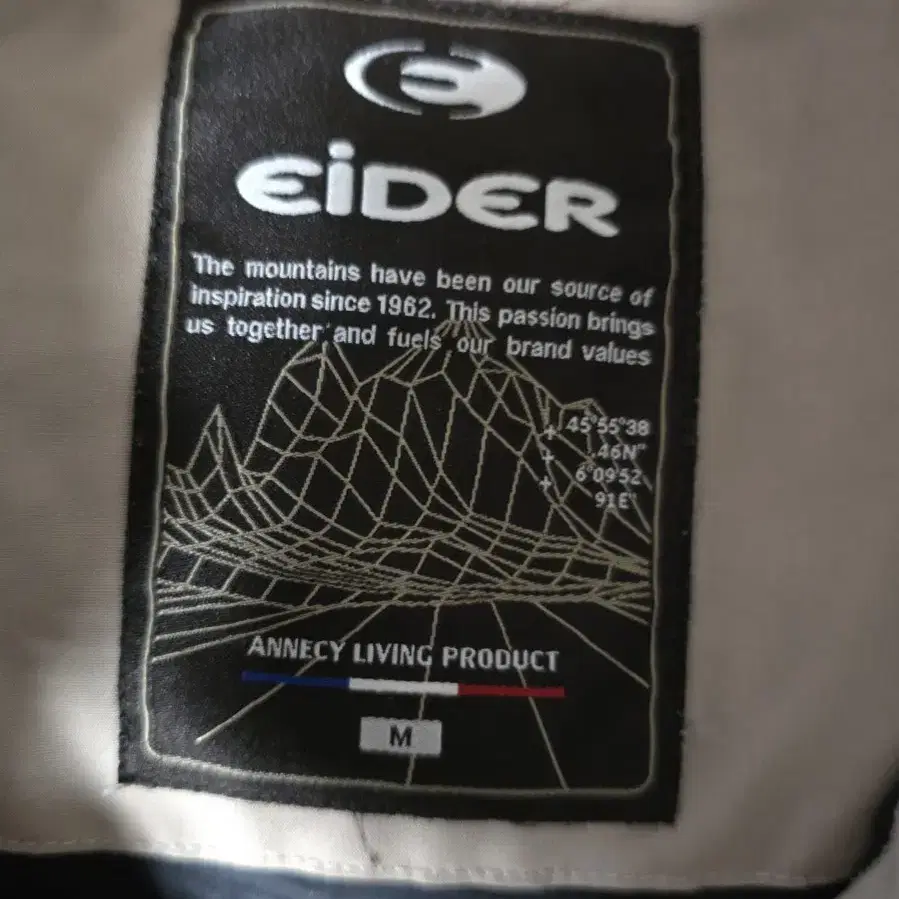 EiDER
The mountains have been our source of
inspiration since 1962. This passion brings
us together and fuels our brand values
45°55°38
.46N"
6°09'52
91E"
ANNECY LIVING PRODUCT
M